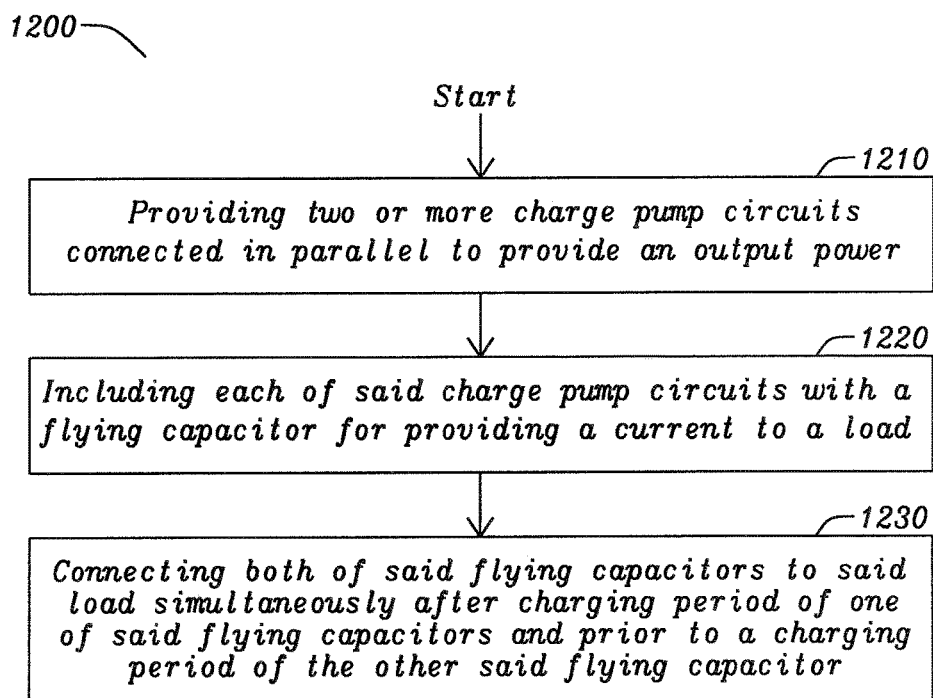 1200
Start
1210
Providing two or more charge pump circuits
connected in parallel to provide an output power
1220
Including each of said charge pump circuits with a
flying capacitor for providing a current to a load
1230
Connecting both of said flying capacitors to said
load simultaneously after charging period of one
of said flying capacitors and prior to a charging
period of the other said flying capacitor